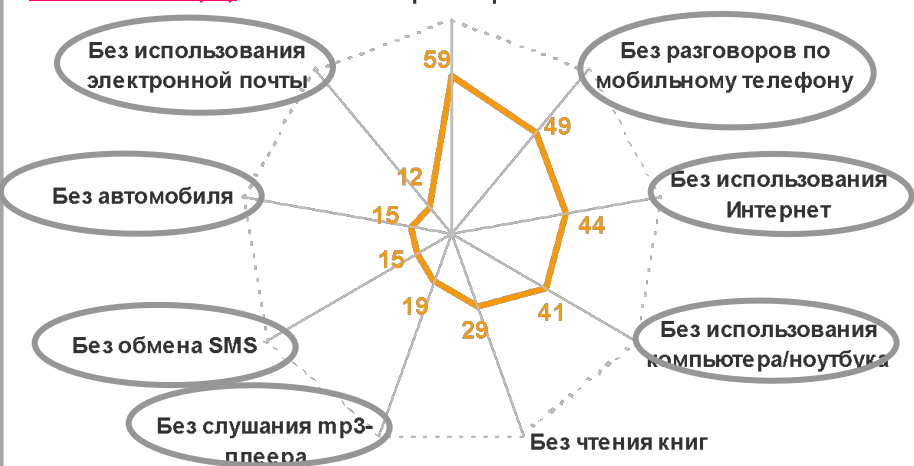 59
Без использования
электронной почты
Без разговоров по
мобильному телефону
49
12
Без использования
Интернет
Без автомобиля
15
44
15
19
41
29
Без использования
компьютера/ноутбука
Без обмена SMS
Без слушания mp3-
плеера
Без чтения книг